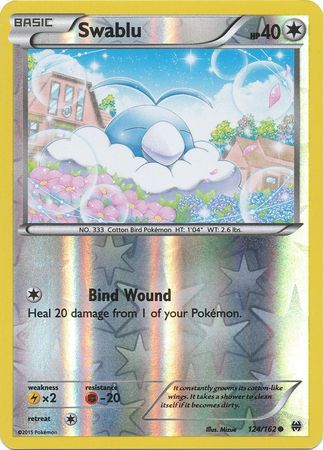 BASIC
Swablu
HP40
NO. 333 Cotton Bird Pokémon HT: 1'04" WT: 2.6 lbs.
Bind Wound
Heal 20 damage from 1 of your Pokémon.
weakness
×2
resistance
-20
retreat
It constantly grooms its cotton-
like wings. It takes a shower to clean
itself if it becomes dirty.
©2015 Pokémon
Illus. Mizue
124/162